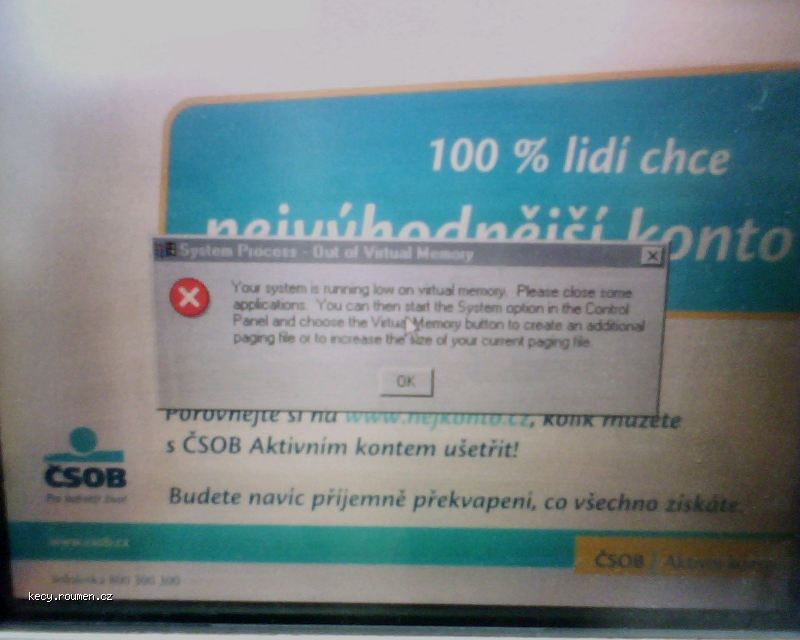 100 % lidí chce
nejvýhodnější konto
System Process - Out of Virtual Memory
Your system is running low on virtual memory. Please close some
applications. You can then start the System option in the Control
Panel and choose the Virtual Memory button to create an additional
paging file or to increase the size of your current paging file.
OK
Porovnejte si na www.nejkonto.cz, kolik můžete
s ČSOB Aktivním kontem ušetřit!
ČSOB
Budete navíc příjemně překvapeni, co všechno získáte.
www.csob.cz
ČSOB | Aktivní
800 300 300
kecy.roumen.cz